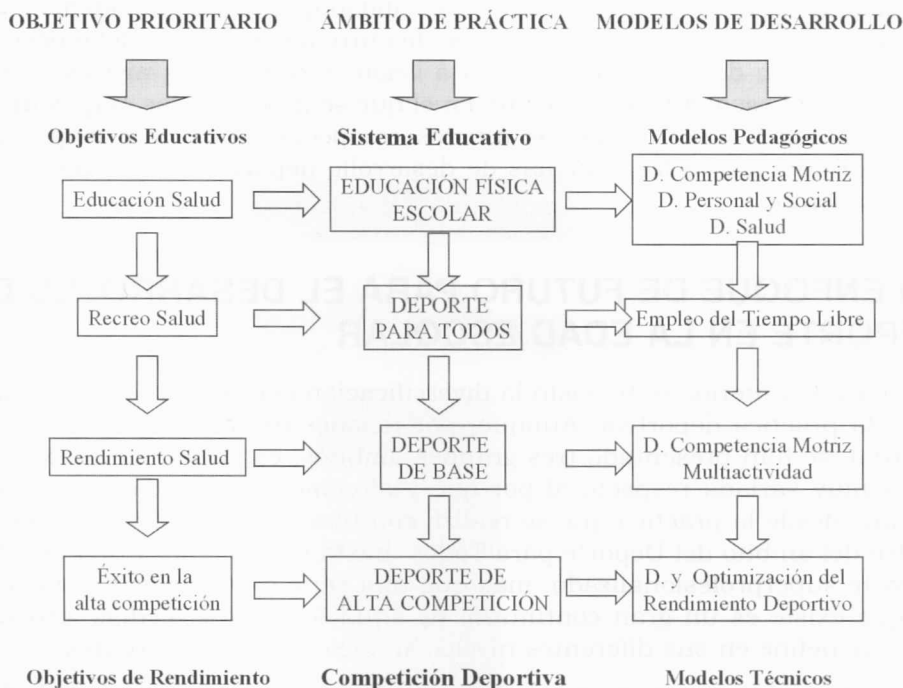 OBJETIVO PRIORITARIO ÁMBITO DE PRÁCTICA MODELOS DE DESARROLLO
Objetivos Educativos Sistema Educativo Modelos Pedagógicos
Educación Salud
EDUCACIÓN FÍSICA
ESCOLAR
D. Competencia Motriz
D. Personal y Social
D. Salud
Recreo Salud
DEPORTE
PARA TODOS
Empleo del Tiempo Libre
Rendimiento Salud
DEPORTE
DE BASE
D. Competencia Motriz
Multiactividad
Éxito en la
alta competición
DEPORTE DE
ALTA COMPETICIÓN
D. y Optimización del
Rendimiento Deportivo
Objetivos de Rendimiento Competición Deportiva Modelos Técnicos